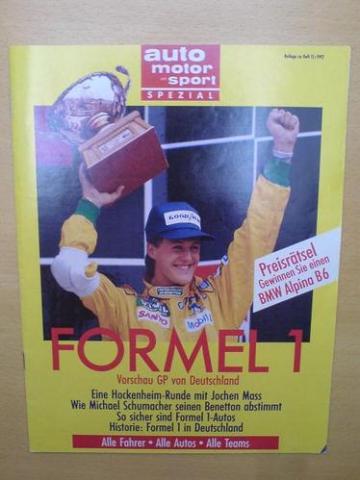 auto
motor
und
sport
SPEZIAL
Beilage zu Heft 15/1992
GOODYEAR
SANYO
Mobil
Preisrätsel
Gewinnen Sie einen
BMW Alpina B6
FORMEL 1
Vorschau GP von Deutschland
Eine Hockenheim-Runde mit Jochen Mass
Wie Michael Schumacher seinen Benetton abstimmt
So sicher sind Formel 1-Autos
Historie: Formel 1 in Deutschland
Alle Fahrer • Alle Autos • Alle Teams